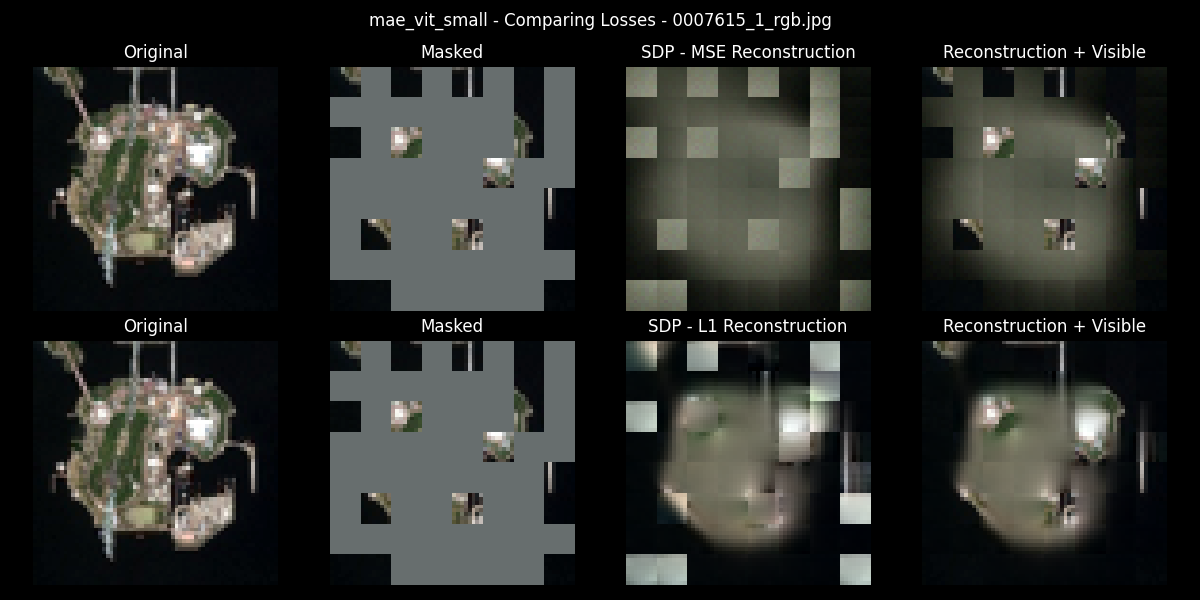 mae_vit_small - Comparing Losses - 0007615_1_rgb.jpg
Original
Masked
SDP - MSE Reconstruction
Reconstruction + Visible
Original
Masked
SDP - L1 Reconstruction
Reconstruction + Visible